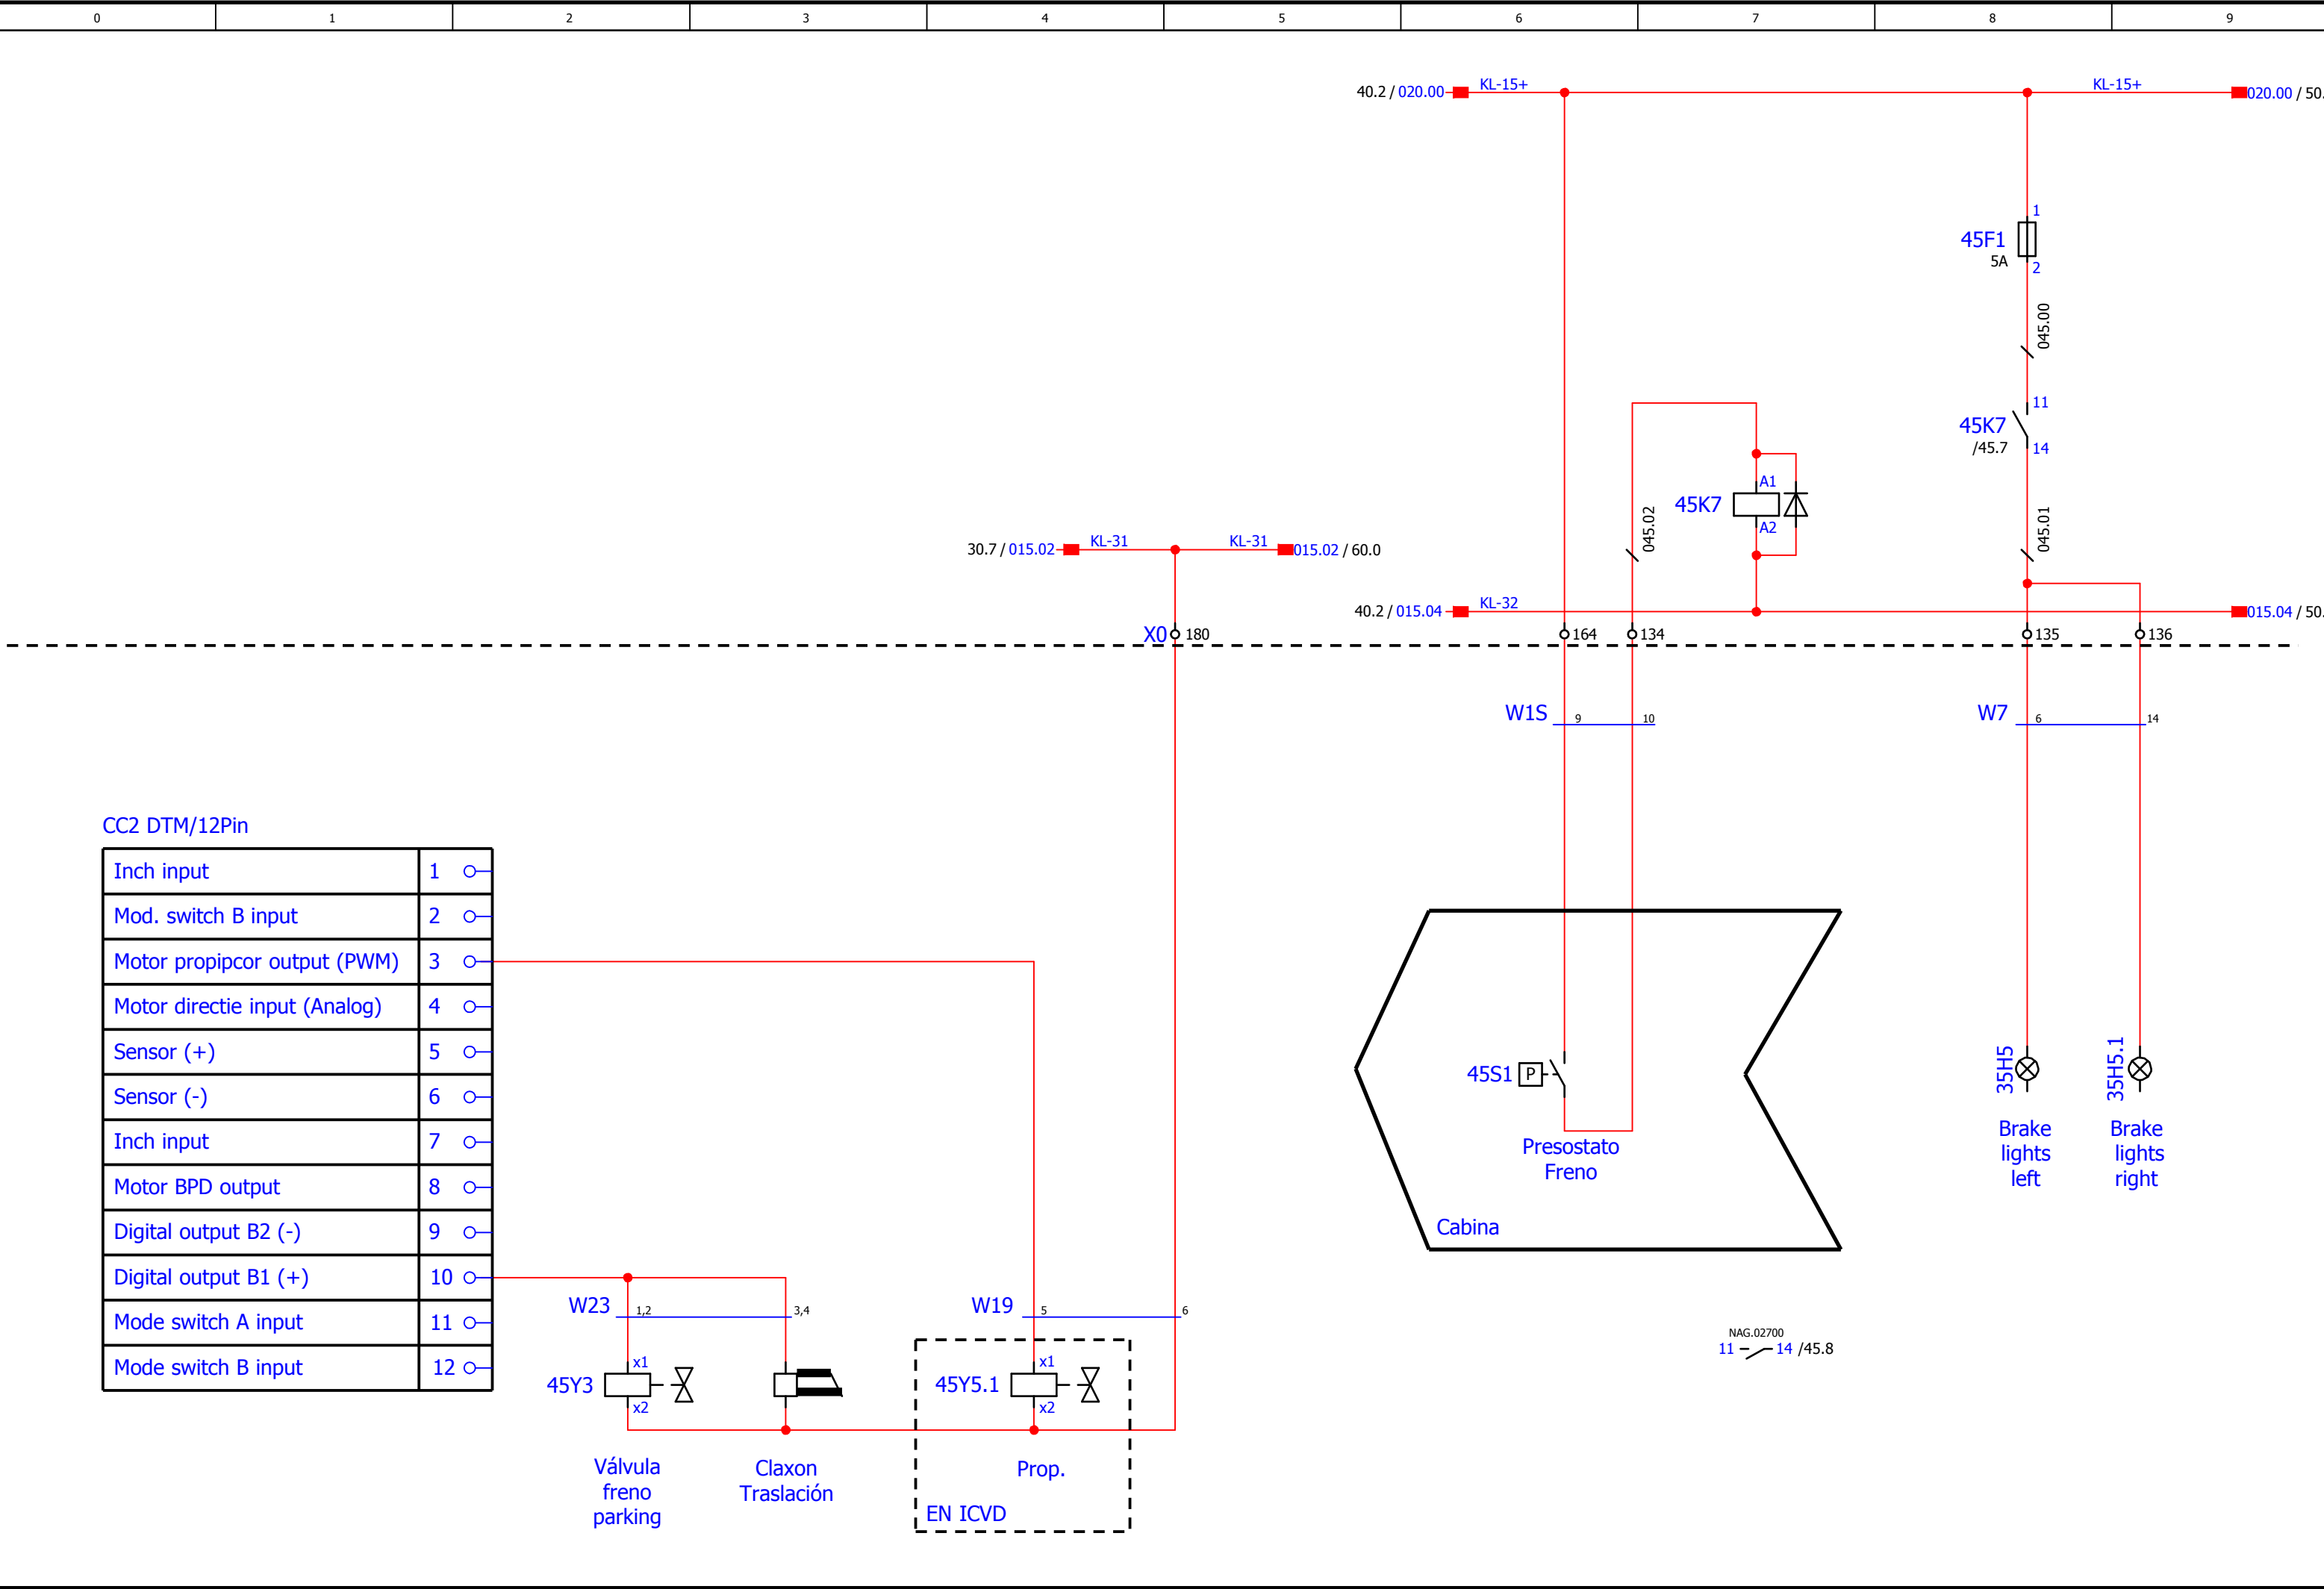 0 1 2 3 4 5 6 7 8 9
40.2 / 020.00 KL-15+ KL-15+ 020.00 / 50.
1
45F1
5A
2
045.00
11
45K7
/45.7 14
A1
45K7
A2
045.02
045.01
30.7 / 015.02 KL-31 KL-31 015.02 / 60.0
40.2 / 015.04 KL-32 015.04 / 50.
X0 180 164 134 135 136
W1S 9 10
W7 6 14
CC2 DTM/12Pin
Inch input 1
Mod. switch B input 2
Motor propipcor output (PWM) 3
Motor directie input (Analog) 4
Sensor (+) 5
Sensor (-) 6
Inch input 7
Motor BPD output 8
Digital output B2 (-) 9
Digital output B1 (+) 10
Mode switch A input 11
Mode switch B input 12
W23 1,2 3,4
W19 5 6
x1
45Y3
x2
Válvula
freno
parking
Claxon
Traslación
x1
45Y5.1
x2
Prop.
EN ICVD
45S1 P
Presostato
Freno
Cabina
35H5
Brake
lights
left
35H5.1
Brake
lights
right
NAG.02700
11 14 /45.8